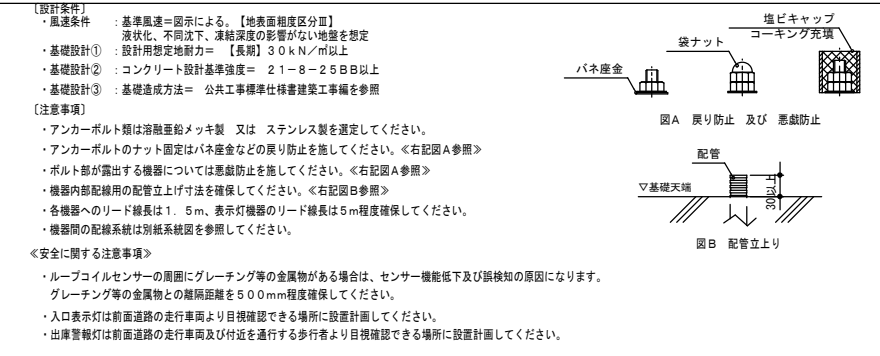 〔設計条件〕
・風速条件 ：基準風速＝図示による。【地表面粗度区分Ⅲ】
液状化、不同沈下、凍結深度の影響がない地盤を想定
・基礎設計① ：設計用想定地耐力＝ 【長期】３０ｋＮ／㎡以上
・基礎設計② ：コンクリート設計基準強度＝ ２１－８－２５ＢＢ以上
・基礎設計③ ：基礎造成方法＝ 公共工事標準仕様書建築工事編を参照
〔注意事項〕
・アンカーボルト類は溶融亜鉛メッキ製 又は ステンレス製を選定してください。
・アンカーボルトのナット固定はバネ座金などの戻り防止を施してください。≪右記図Ａ参照≫
・ボルト部が露出する機器については悪戯防止を施してください。≪右記図Ａ参照≫
・機器内部配線用の配管立上げ寸法を確保してください。≪右記図Ｂ参照≫
・各機器へのリード線長は１．５ｍ、表示灯機器のリード線長は５ｍ程度確保してください。
・機器間の配線系統は別紙系統図を参照してください。
≪安全に関する注意事項≫
・ループコイルセンサーの周囲にグレーチング等の金属物がある場合は、センサー機能低下及び誤検知の原因になります。
グレーチング等の金属物との離隔距離を５００ｍｍ程度確保してください。
・入口表示灯は前面道路の走行車両より目視確認できる場所に設置計画してください。
・出庫警報灯は前面道路の走行車両及び付近を通行する歩行者より目視確認できる場所に設置計画してください。
塩ビキャップ
コーキング充填
袋ナット
バネ座金
図Ａ 戻り防止 及び 悪戯防止
配管
▽基礎天端
30以上
図Ｂ 配管立上り